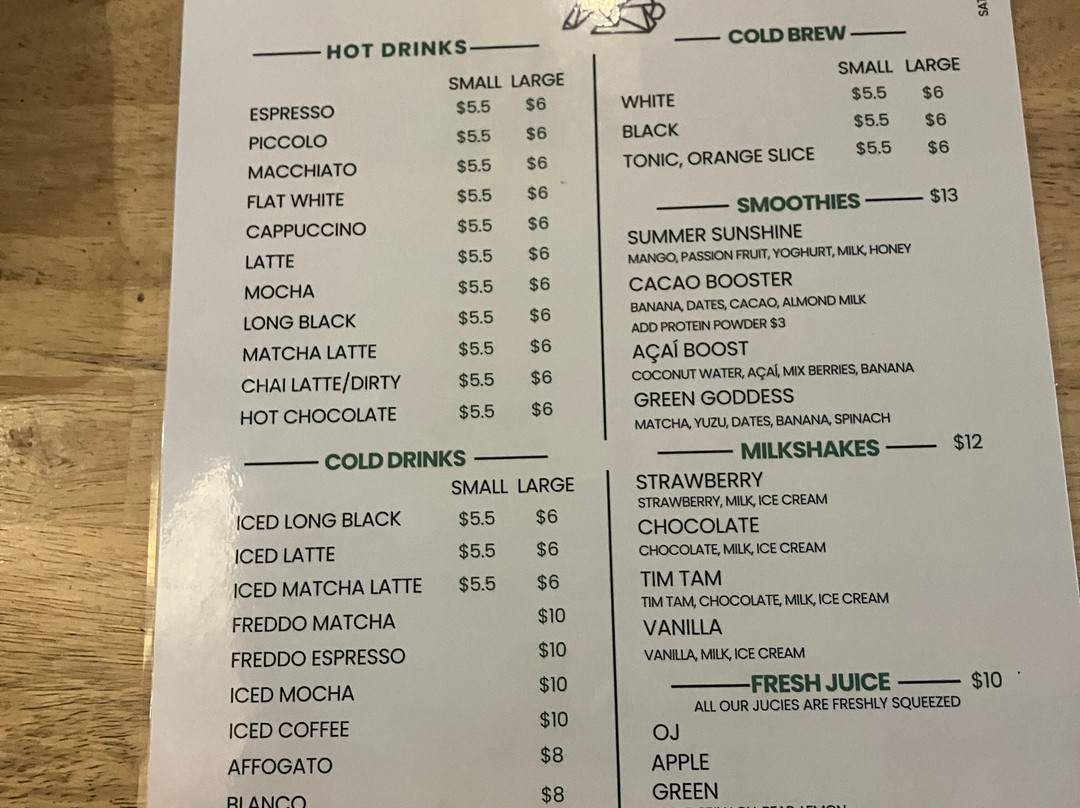 HOT DRINKS
SMALL LARGE
ESPRESSO $5.5 $6
PICCOLO $5.5 $6
MACCHIATO $5.5 $6
FLAT WHITE $5.5 $6
CAPPUCCINO $5.5 $6
LATTE $5.5 $6
MOCHA $5.5 $6
LONG BLACK $5.5 $6
MATCHA LATTE $5.5 $6
CHAI LATTE/DIRTY $5.5 $6
HOT CHOCOLATE $5.5 $6
COLD DRINKS
SMALL LARGE
ICED LONG BLACK $5.5 $6
ICED LATTE $5.5 $6
ICED MATCHA LATTE $5.5 $6
FREDDO MATCHA $10
FREDDO ESPRESSO $10
ICED MOCHA $10
ICED COFFEE $10
AFFOGATO $8
BLANCO $8
COLD BREW
SMALL LARGE
WHITE $5.5 $6
BLACK $5.5 $6
TONIC, ORANGE SLICE $5.5 $6
SMOOTHIES $13
SUMMER SUNSHINE
MANGO, PASSION FRUIT, YOGHURT, MILK, HONEY
CACAO BOOSTER
BANANA, DATES, CACAO, ALMOND MILK
ADD PROTEIN POWDER $3
AÇAÍ BOOST
COCONUT WATER, AÇAÍ, MIX BERRIES, BANANA
GREEN GODDESS
MATCHA, YUZU, DATES, BANANA, SPINACH
MILKSHAKES $12
STRAWBERRY
STRAWBERRY, MILK, ICE CREAM
CHOCOLATE
CHOCOLATE, MILK, ICE CREAM
TIM TAM
TIM TAM, CHOCOLATE, MILK, ICE CREAM
VANILLA
VANILLA, MILK, ICE CREAM
FRESH JUICE $10
ALL OUR JUCIES ARE FRESHLY SQUEEZED
OJ
APPLE
GREEN